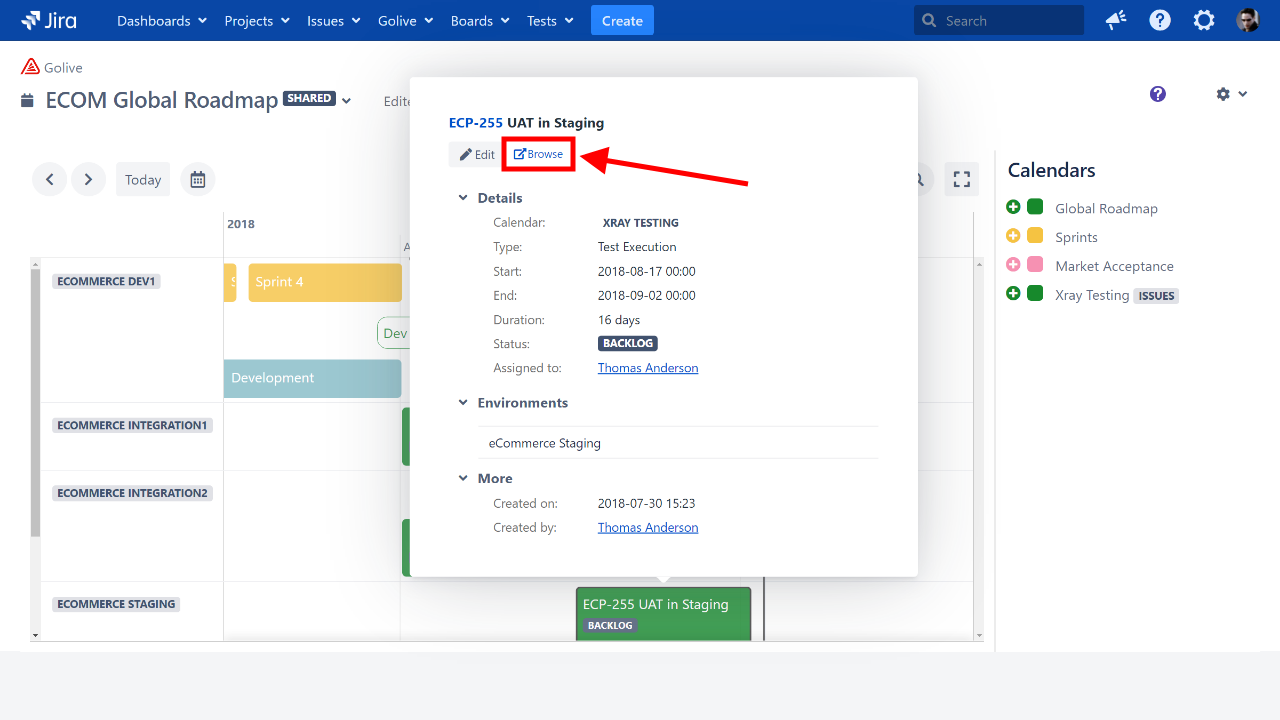 Jira Dashboards Projects Issues Golive Boards Tests Create Search
Golive
ECOM Global Roadmap SHARED
ECP-255 UAT in Staging
Edit Browse
Today
Details
Calendar: XRAY TESTING
Type: Test Execution
Start: 2018-08-17 00:00
End: 2018-09-02 00:00
Duration: 16 days
Status: BACKLOG
Assigned to: Thomas Anderson
Environments
eCommerce Staging
More
Created on: 2018-07-30 15:23
Created by: Thomas Anderson
2018
ECOMMERCE DEV1
Sprint 4
Dev
Development
ECOMMERCE INTEGRATION1
ECOMMERCE INTEGRATION2
ECOMMERCE STAGING
ECP-255 UAT in Staging
BACKLOG
Calendars
Global Roadmap
Sprints
Market Acceptance
Xray Testing ISSUES